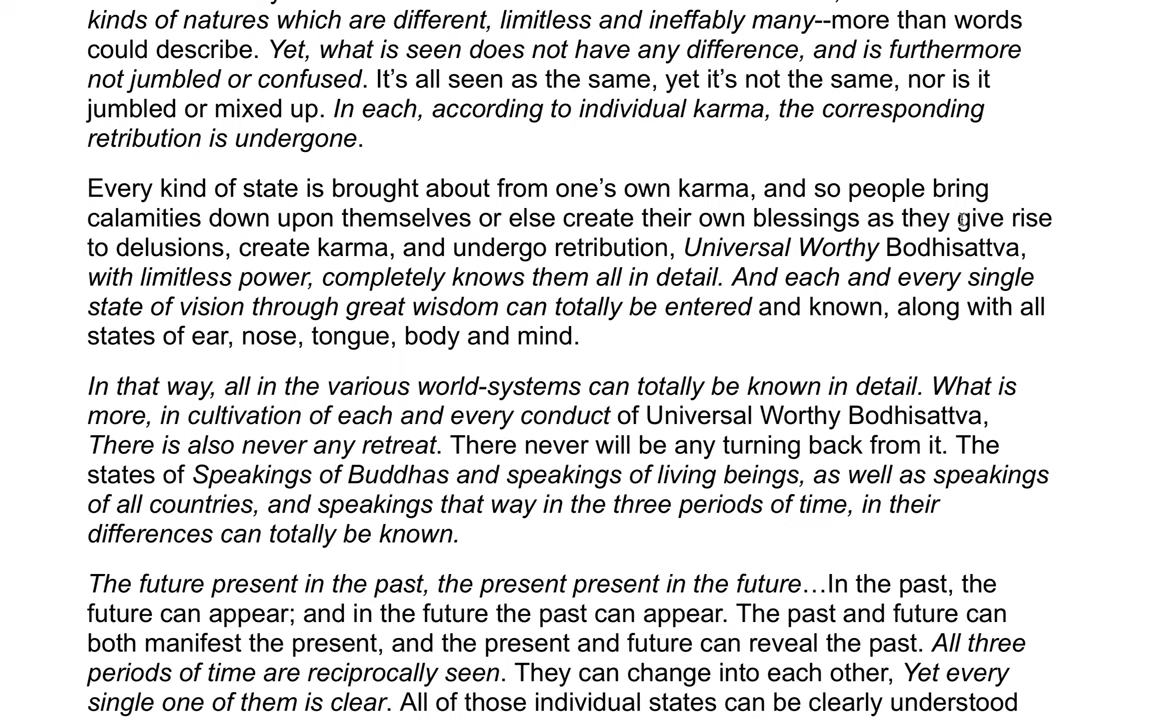 kinds of natures which are different, limitless and ineffably many--more than words
could describe. Yet, what is seen does not have any difference, and is furthermore
not jumbled or confused. It’s all seen as the same, yet it’s not the same, nor is it
jumbled or mixed up. In each, according to individual karma, the corresponding
retribution is undergone.
Every kind of state is brought about from one’s own karma, and so people bring
calamities down upon themselves or else create their own blessings as they give rise
to delusions, create karma, and undergo retribution, Universal Worthy Bodhisattva,
with limitless power, completely knows them all in detail. And each and every single
state of vision through great wisdom can totally be entered and known, along with all
states of ear, nose, tongue, body and mind.
In that way, all in the various world-systems can totally be known in detail. What is
more, in cultivation of each and every conduct of Universal Worthy Bodhisattva,
There is also never any retreat. There never will be any turning back from it. The
states of Speakings of Buddhas and speakings of living beings, as well as speakings
of all countries, and speakings that way in the three periods of time, in their
differences can totally be known.
The future present in the past, the present present in the future…In the past, the
future can appear; and in the future the past can appear. The past and future can
both manifest the present, and the present and future can reveal the past. All three
periods of time are reciprocally seen. They can change into each other, Yet every
single one of them is clear. All of those individual states can be clearly understood